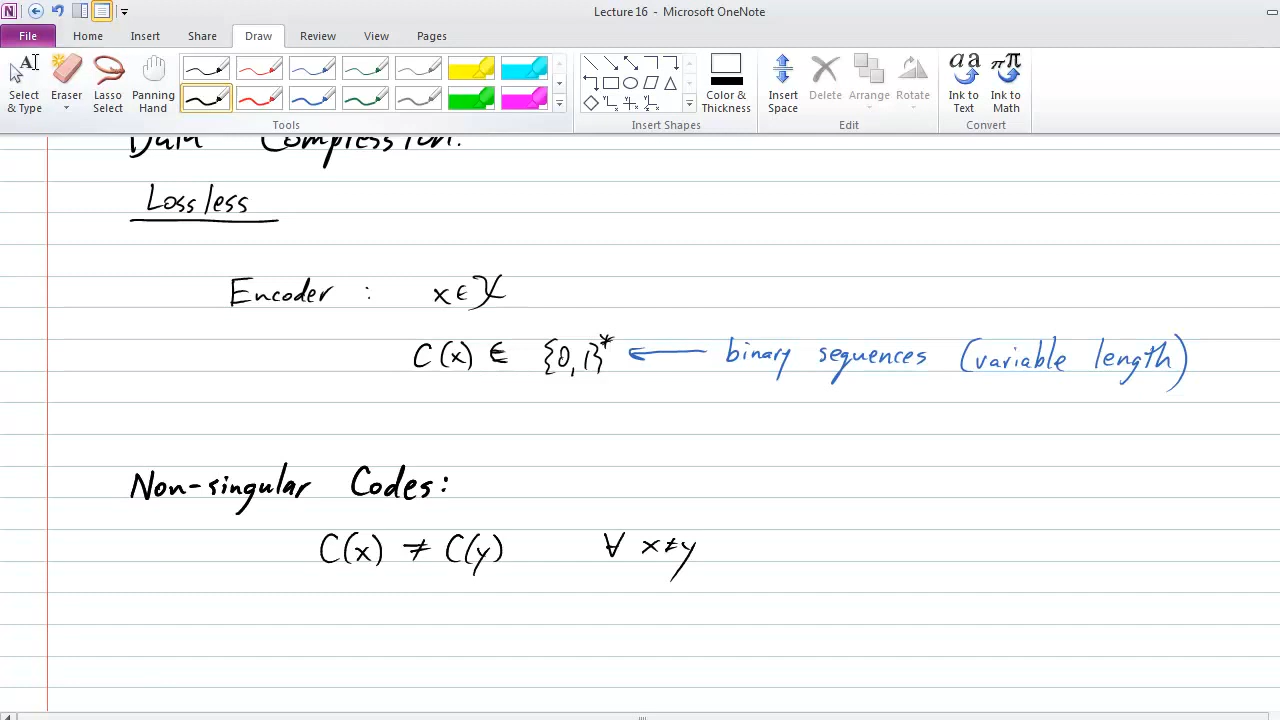 Lecture 16 - Microsoft OneNote
File Home Insert Share Draw Review View Pages
Select & Type Eraser Lasso Select Panning Hand Color & Thickness Insert Space Delete Arrange Rotate Ink to Text Ink to Math
Tools Insert Shapes Edit Convert
Data Compression:
Lossless
Encoder : x ∈ 𝒳
C(x) ∈ {0,1}* ← binary sequences (variable length)
Non-singular Codes:
C(x) ≠ C(y) ∀ x≠y